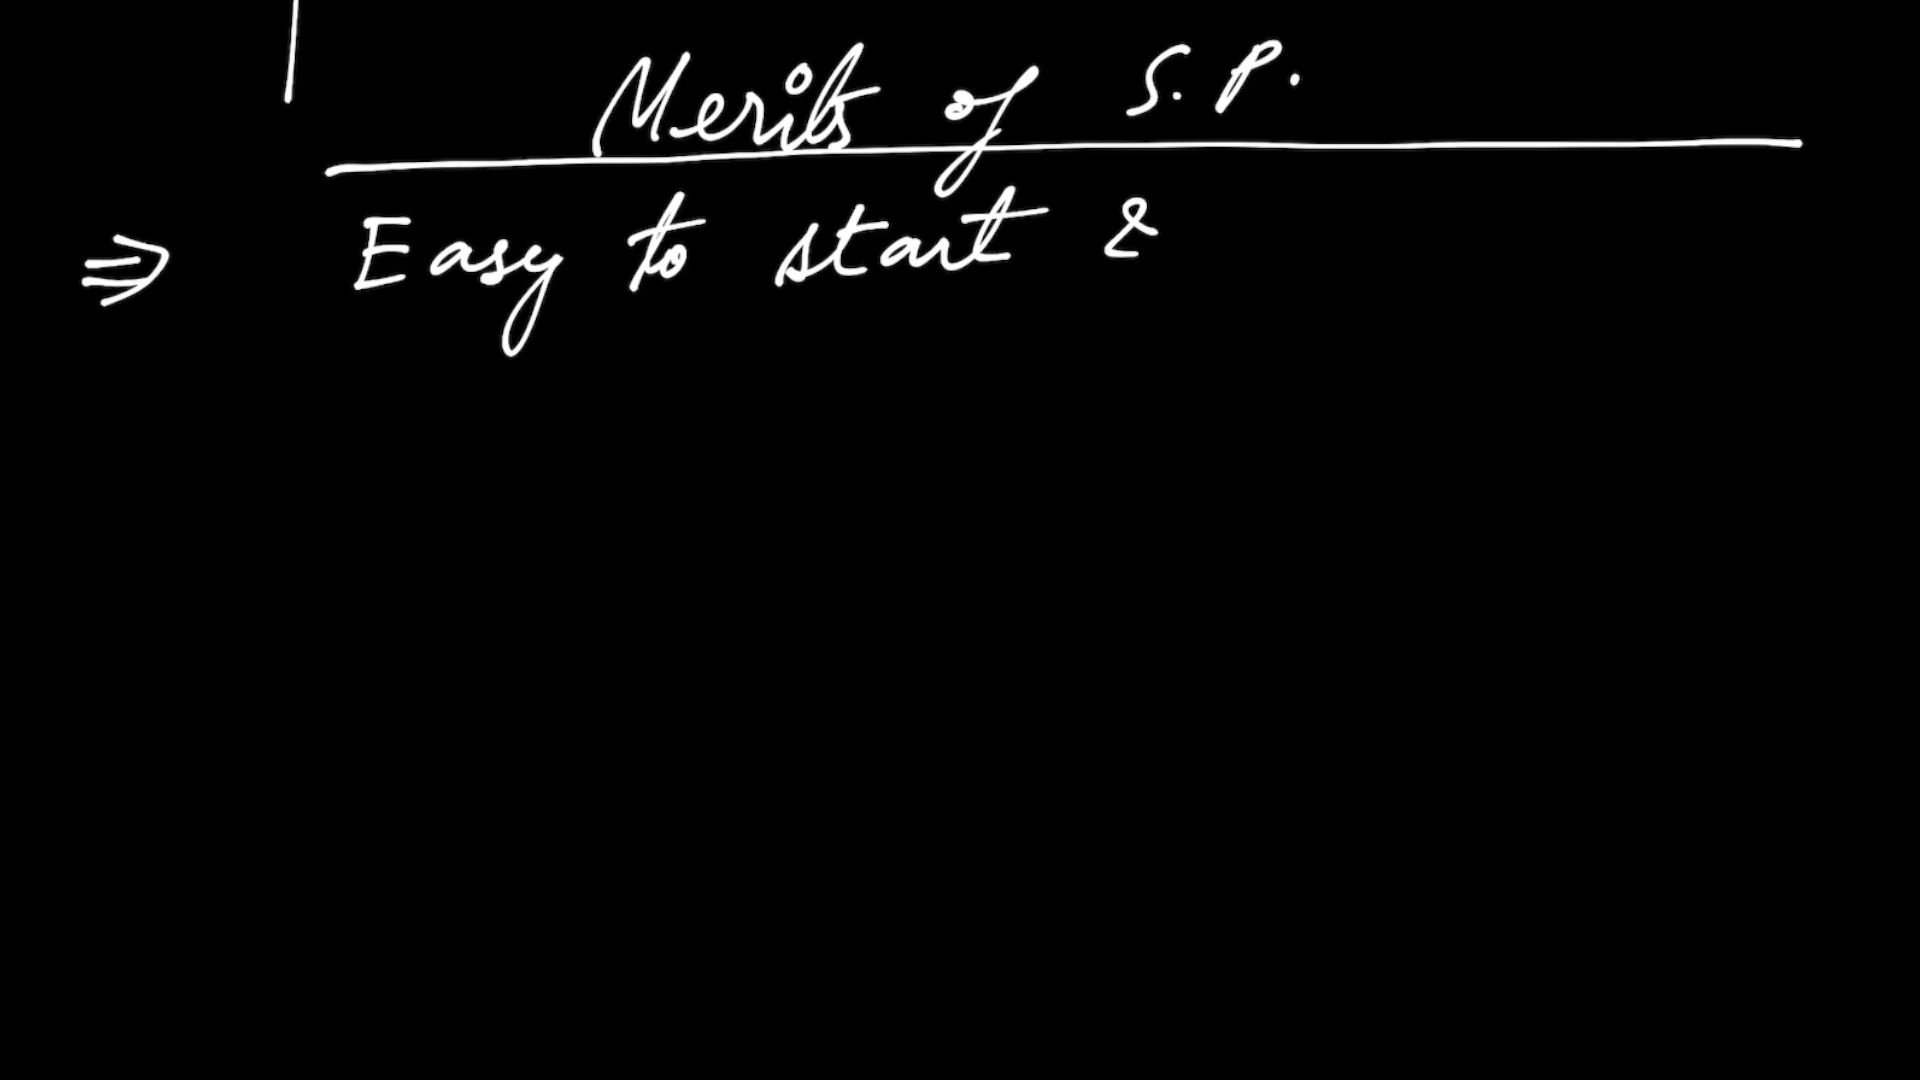 Merits of S.P.
⇒ Easy to start &